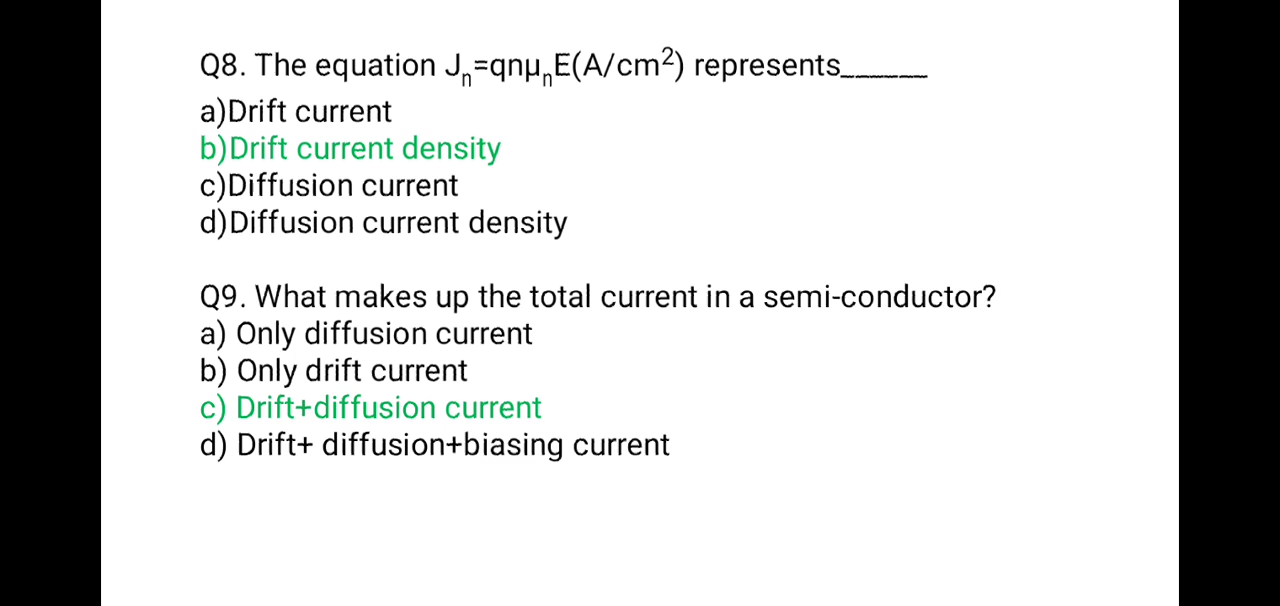 Q8. The equation Jₙ=qnµₙE(A/cm²) represents______
a)Drift current
b)Drift current density
c)Diffusion current
d)Diffusion current density
Q9. What makes up the total current in a semi-conductor?
a) Only diffusion current
b) Only drift current
c) Drift+diffusion current
d) Drift+ diffusion+biasing current